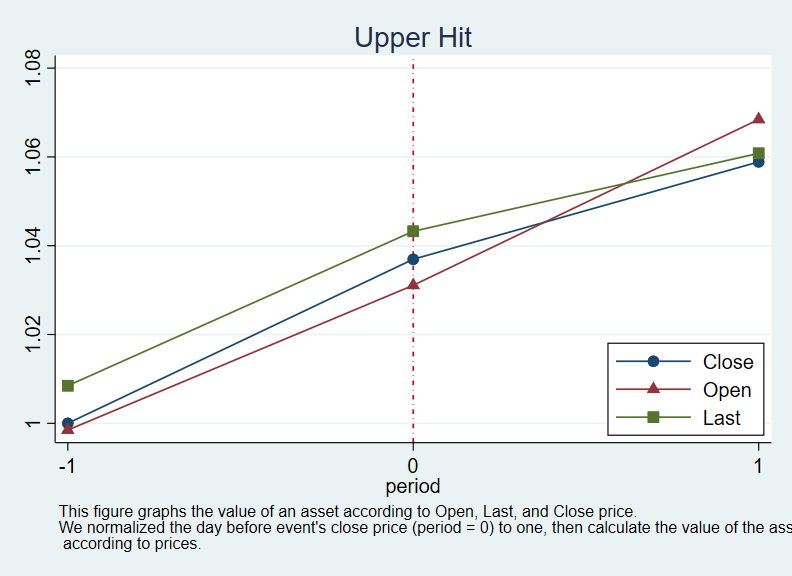 Upper Hit
1.08
1.06
1.04
1.02
1
-1 0 1
period
Close
Open
Last
This figure graphs the value of an asset according to Open, Last, and Close price.
We normalized the day before event's close price (period = 0) to one, then calculate the value of the
according to prices.